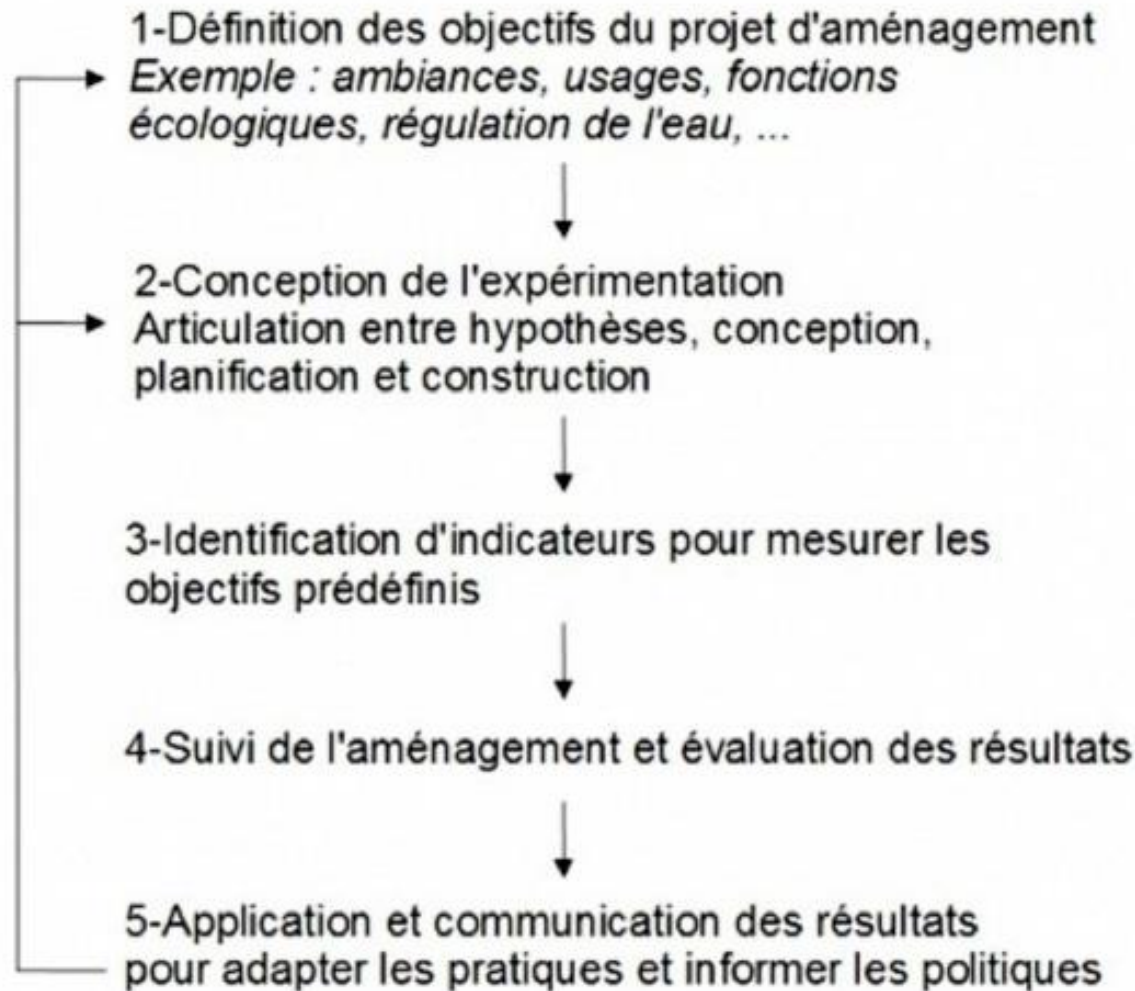 1-Définition des objectifs du projet d'aménagement
Exemple : ambiances, usages, fonctions
écologiques, régulation de l'eau, ...
2-Conception de l'expérimentation
Articulation entre hypothèses, conception,
planification et construction
3-Identification d'indicateurs pour mesurer les
objectifs prédéfinis
4-Suivi de l'aménagement et évaluation des résultats
5-Application et communication des résultats
pour adapter les pratiques et informer les politiques